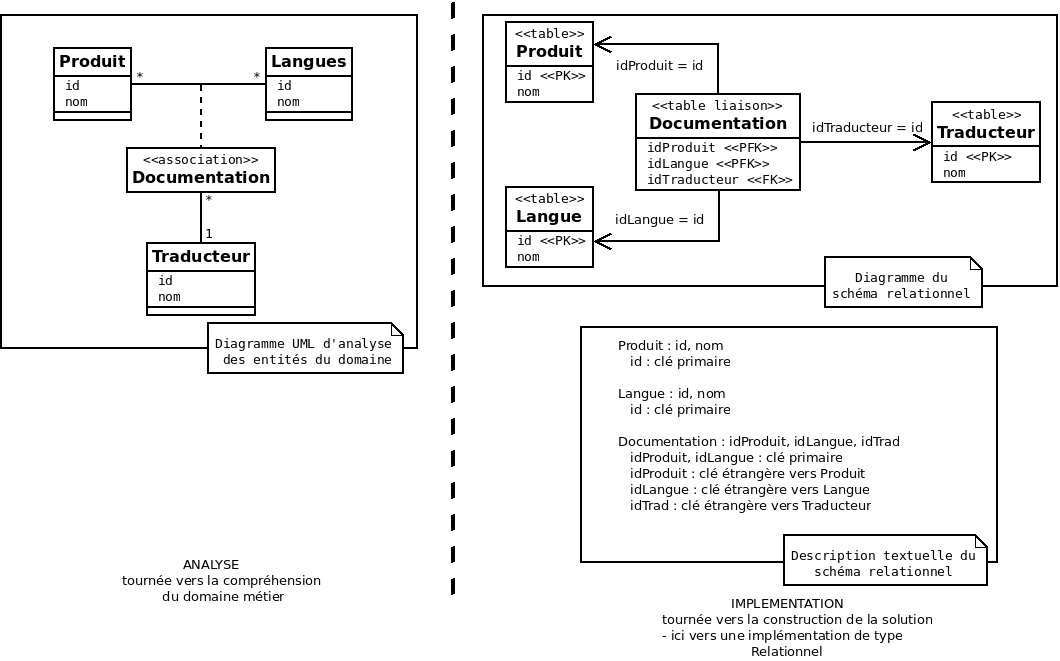 Produit
id
nom
*
*
Langues
id
nom
<<association>>
Documentation
*
1
Traducteur
id
nom
Diagramme UML d'analyse
des entités du domaine
ANALYSE
tournée vers la compréhension
du domaine métier
<<table>>
Produit
id <<PK>>
nom
idProduit = id
<<table liaison>>
Documentation
idProduit <<PFK>>
idLangue <<PFK>>
idTraducteur <<FK>>
idTraducteur = id
<<table>>
Traducteur
id <<PK>>
nom
<<table>>
Langue
id <<PK>>
nom
idLangue = id
Diagramme du
schéma relationnel
Produit : id, nom
id : clé primaire
Langue : id, nom
id : clé primaire
Documentation : idProduit, idLangue, idTrad
idProduit, idLangue : clé primaire
idProduit : clé étrangère vers Produit
idLangue : clé étrangère vers Langue
idTrad : clé étrangère vers Traducteur
Description textuelle du
schéma relationnel
IMPLEMENTATION
tournée vers la construction de la solution
- ici vers une implémentation de type
Relationnel